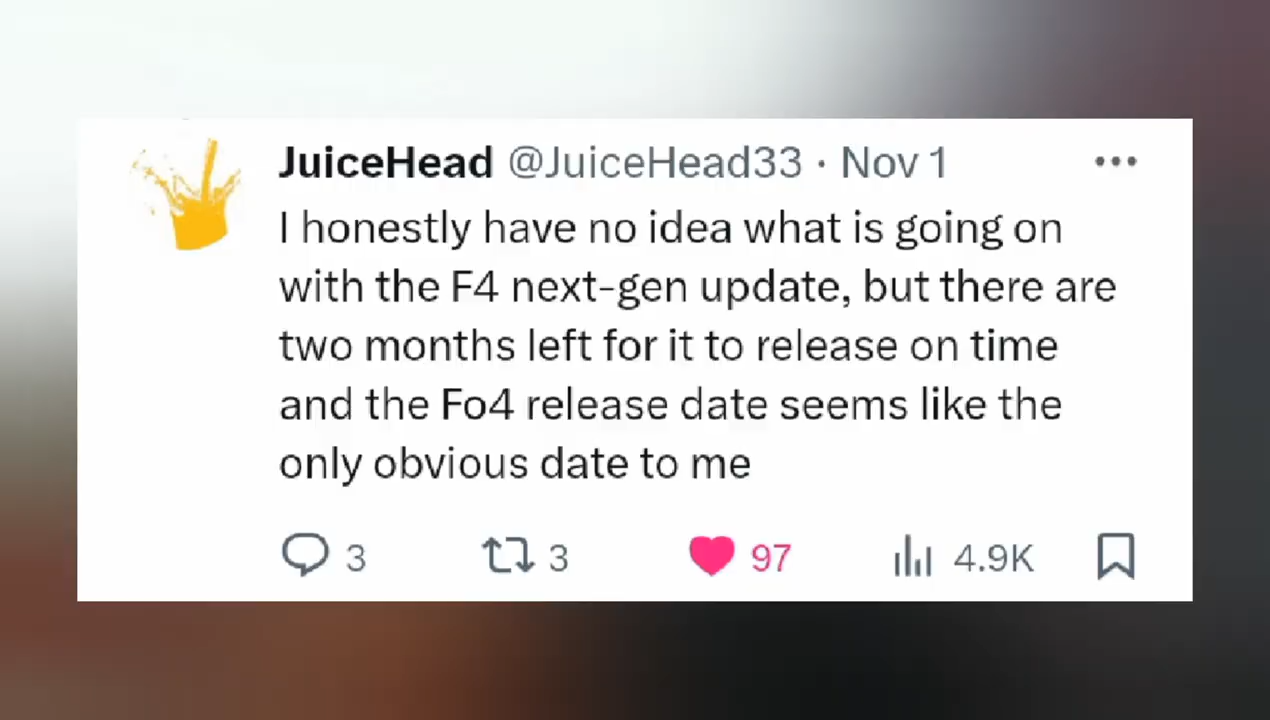 JuiceHead @JuiceHead33 · Nov 1
I honestly have no idea what is going on
with the F4 next-gen update, but there are
two months left for it to release on time
and the Fo4 release date seems like the
only obvious date to me
3 3 97 4.9K